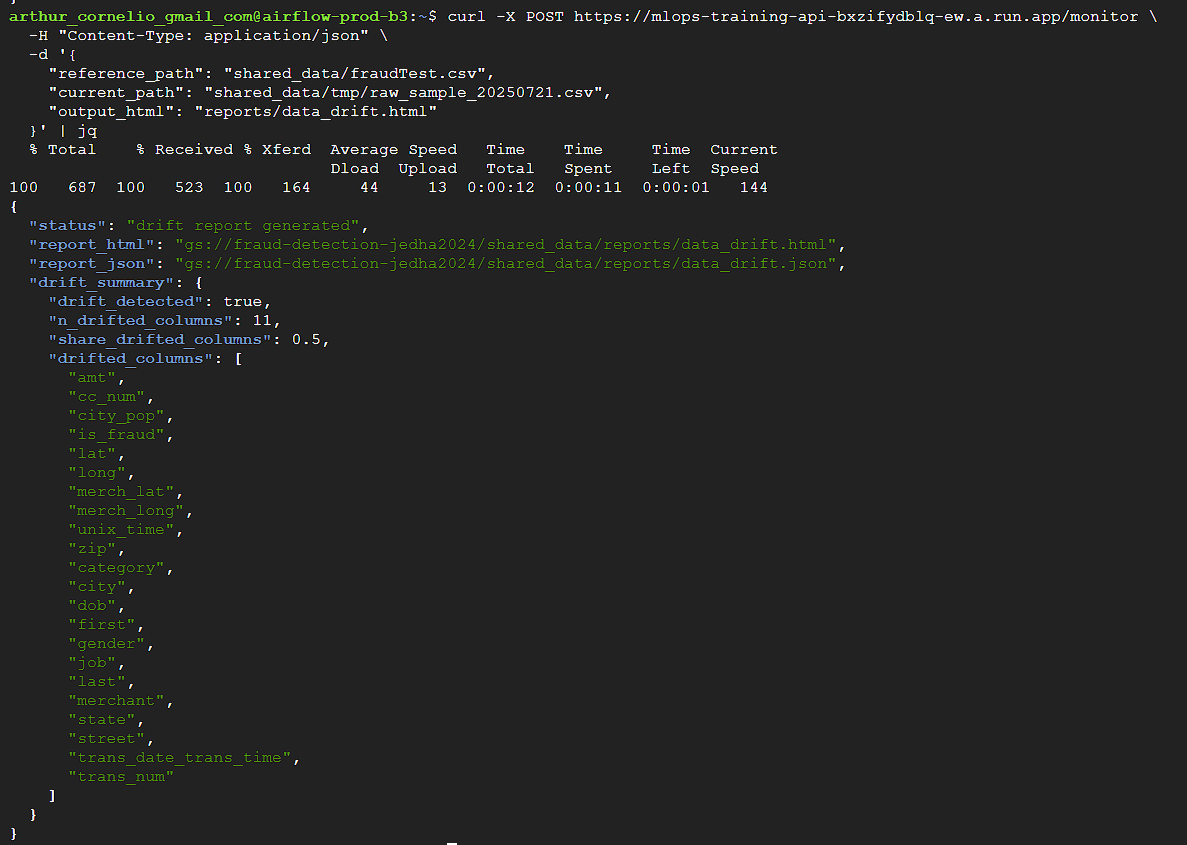 }
arthur_cornelio_gmail_com@airflow-prod-b3:~$ curl -X POST https://mlops-training-api-bxzifydblq-ew.a.run.app/monitor \
  -H "Content-Type: application/json" \
  -d '{
    "reference_path": "shared_data/fraudTest.csv",
    "current_path": "shared_data/tmp/raw_sample_20250721.csv",
    "output_html": "reports/data_drift.html"
  }' | jq
  % Total    % Received % Xferd  Average Speed   Time    Time     Time  Current
                                 Dload  Upload   Total   Spent    Left  Speed
100   687  100   523  100   164     44     13  0:00:12  0:00:11  0:00:01   144
{
  "status": "drift report generated",
  "report_html": "gs://fraud-detection-jedha2024/shared_data/reports/data_drift.html",
  "report_json": "gs://fraud-detection-jedha2024/shared_data/reports/data_drift.json",
  "drift_summary": {
    "drift_detected": true,
    "n_drifted_columns": 11,
    "share_drifted_columns": 0.5,
    "drifted_columns": [
      "amt",
      "cc_num",
      "city_pop",
      "is_fraud",
      "lat",
      "long",
      "merch_lat",
      "merch_long",
      "unix_time",
      "zip",
      "category",
      "city",
      "dob",
      "first",
      "gender",
      "job",
      "last",
      "merchant",
      "state",
      "street",
      "trans_date_trans_time",
      "trans_num"
    ]
  }
}